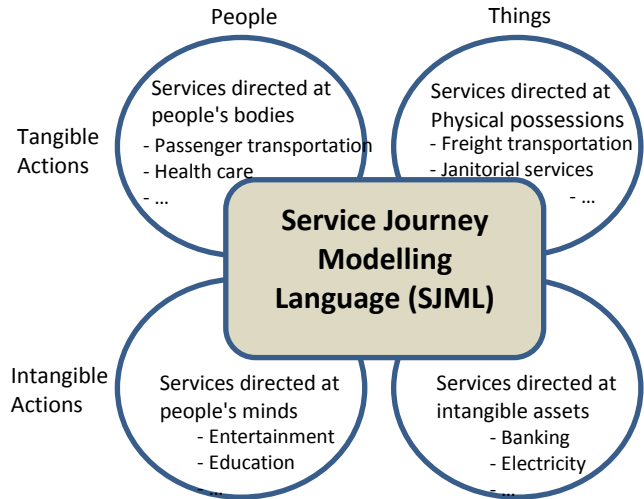 People
Things
Tangible
Actions
Services directed at
people's bodies
- Passenger transportation
- Health care
- ...
Services directed at
Physical possessions
- Freight transportation
- Janitorial services
- ...
Service Journey
Modelling
Language (SJML)
Intangible
Actions
Services directed at
people's minds
- Entertainment
- Education
- ...
Services directed at
intangible assets
- Banking
- Electricity
- ...